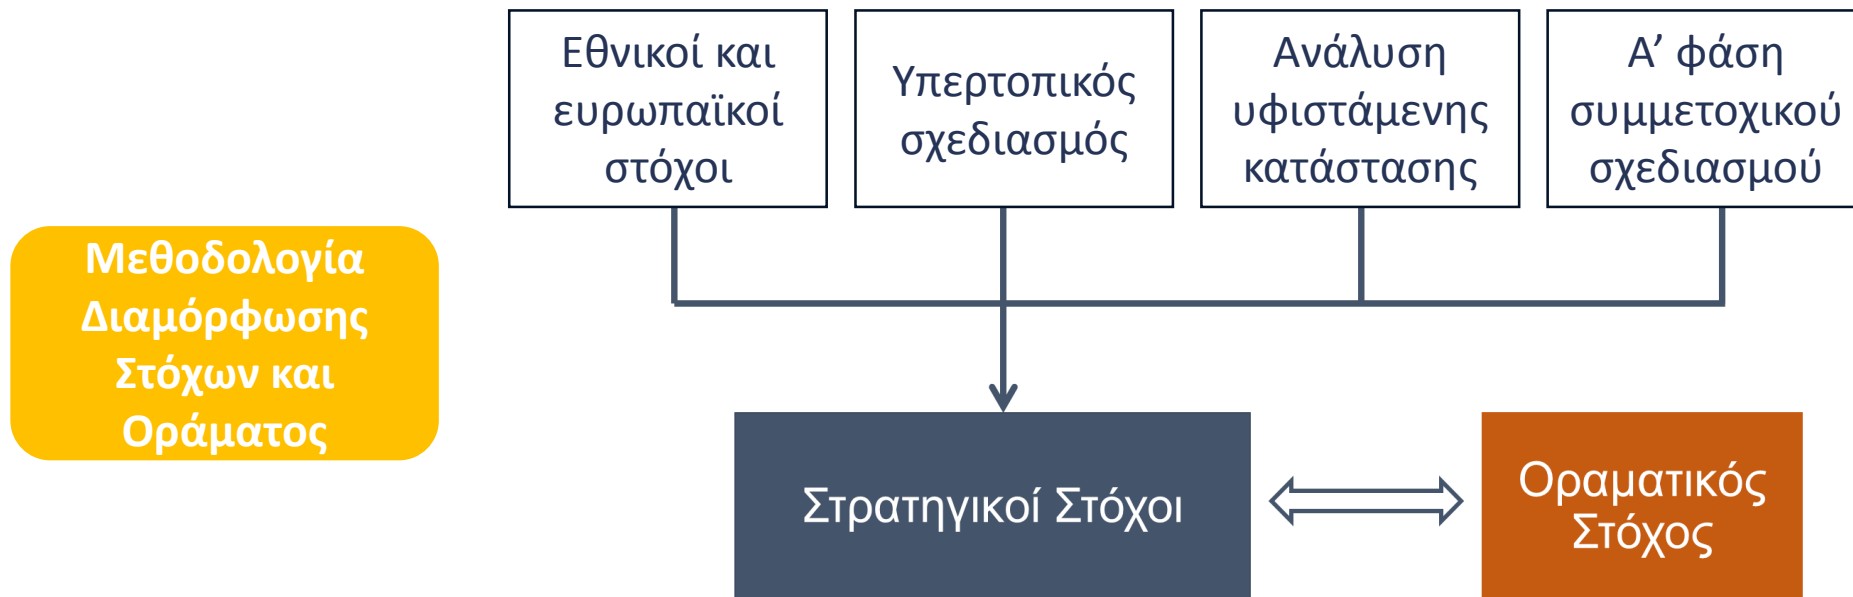 Εθνικοί και
ευρωπαϊκοί
στόχοι
Υπερτοπικός
σχεδιασμός
Ανάλυση
υφιστάμενης
κατάστασης
Α’ φάση
συμμετοχικού
σχεδιασμού
Μεθοδολογία
Διαμόρφωσης
Στόχων και
Οράματος
Στρατηγικοί Στόχοι
Οραματικός
Στόχος